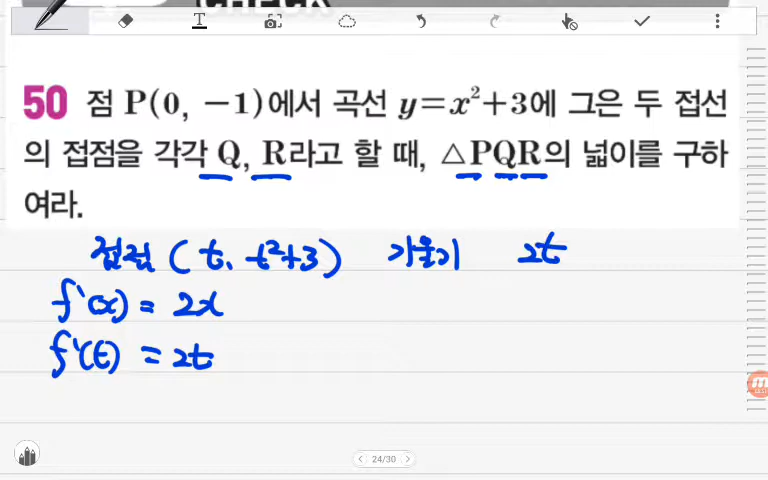 CHECK
T
50 점 P(0, −1)에서 곡선 y=x²+3에 그은 두 접선
의 접점을 각각 Q, R라고 할 때, △PQR의 넓이를 구하
여라.
접점 (t, t²+3) 기울기 2t
f'(x) = 2x
f'(t) = 2t
24/30